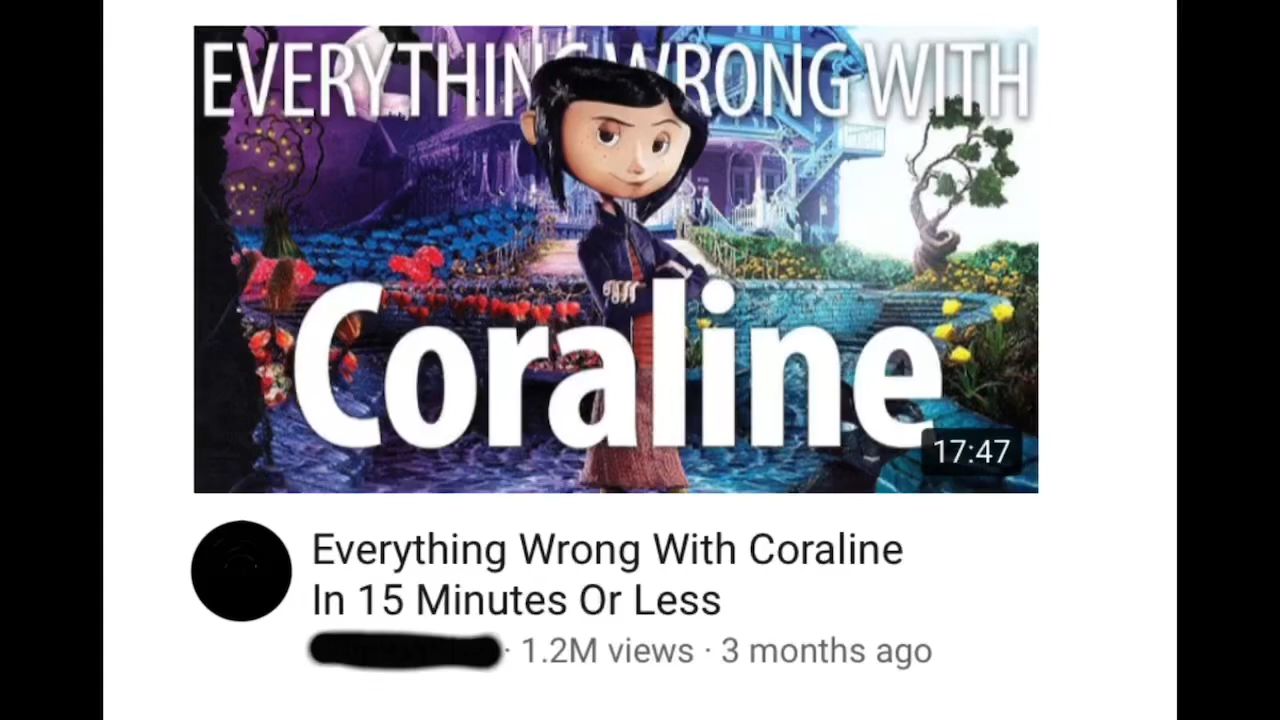 EVERYTHING WRONG WITH
Coraline
17:47
Everything Wrong With Coraline
In 15 Minutes Or Less
· 1.2M views · 3 months ago